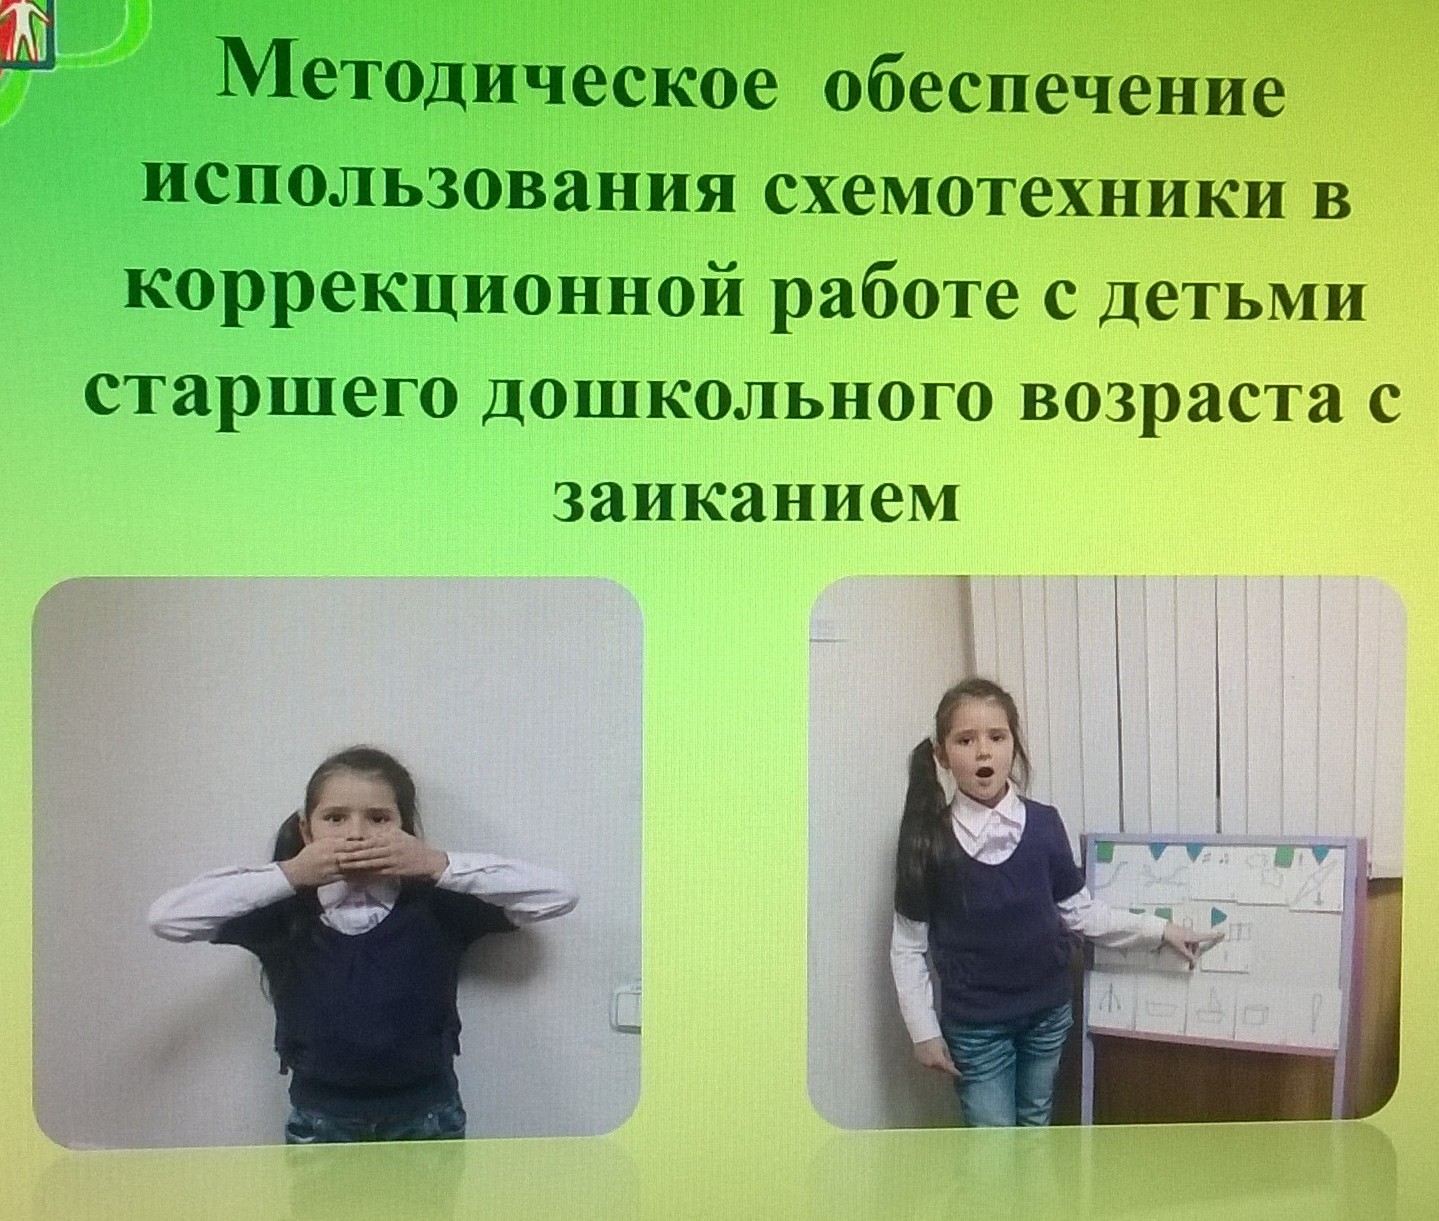 Методическое обеспечение
использования схемотехники в
коррекционной работе с детьми
старшего дошкольного возраста с
заиканием